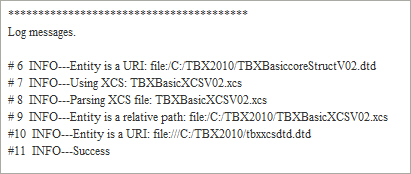 ****************************************
Log messages.
# 6 INFO---Entity is a URI: file:/C:/TBX2010/TBXBasiccoreStructV02.dtd
# 7 INFO---Using XCS: TBXBasicXCSV02.xcs
# 8 INFO---Parsing XCS file: TBXBasicXCSV02.xcs
# 9 INFO---Entity is a relative path: file:/C:/TBX2010/TBXBasicXCSV02.xcs
#10 INFO---Entity is a URI: file:///C:/TBX2010/tbxxcsdtd.dtd
#11 INFO---Success